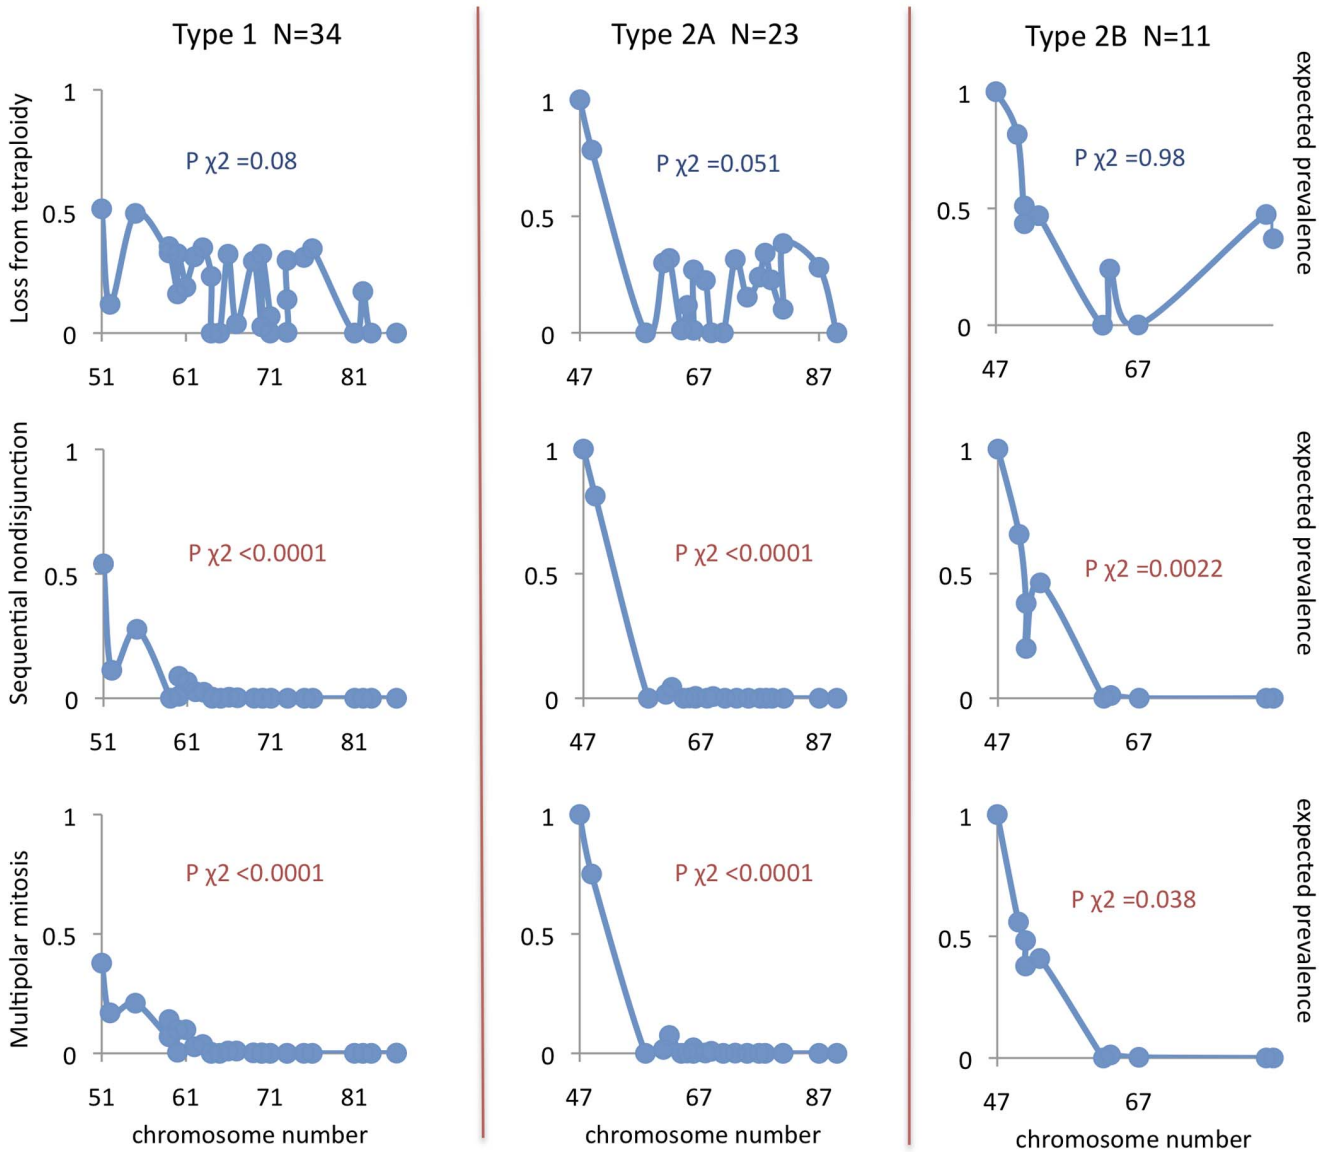 Type 1 N=34
Type 2A N=23
Type 2B N=11
Loss from tetraploidy
1
0.5
0
P χ2 =0.08
51 61 71 81
1
0.5
0
P χ2 =0.051
47 67 87
1
0.5
0
P χ2 =0.98
47 67
expected prevalence
Sequential nondisjunction
1
0.5
0
P χ2 <0.0001
51 61 71 81
1
0.5
0
P χ2 <0.0001
47 67 87
1
0.5
0
P χ2 =0.0022
47 67
expected prevalence
Multipolar mitosis
1
0.5
0
P χ2 <0.0001
51 61 71 81
chromosome number
1
0.5
0
P χ2 <0.0001
47 67 87
chromosome number
1
0.5
0
P χ2 =0.038
47 67
chromosome number
expected prevalence